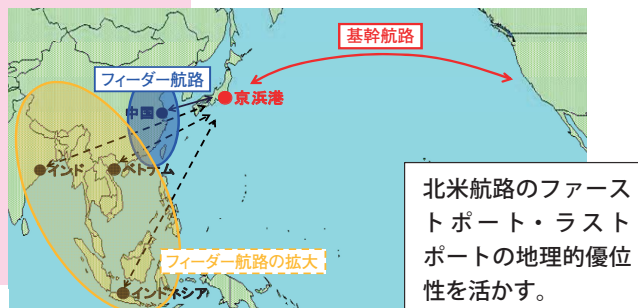 基幹航路
フィーダー航路
京浜港
中国
インド
ベトナム
フィーダー航路の拡大
インドネシア
北米航路のファース
トポート・ラスト
ポートの地理的優位
性を活かす。